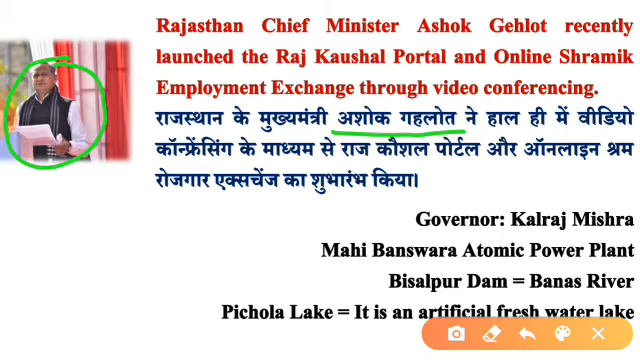 Rajasthan Chief Minister Ashok Gehlot recently
launched the Raj Kaushal Portal and Online Shramik
Employment Exchange through video conferencing.
राजस्थान के मुख्यमंत्री अशोक गहलोत ने हाल ही में वीडियो
कॉन्फ्रेंसिंग के माध्यम से राज कौशल पोर्टल और ऑनलाइन श्रम
रोजगार एक्सचेंज का शुभारंभ किया।
Governor: Kalraj Mishra
Mahi Banswara Atomic Power Plant
Bisalpur Dam = Banas River
Pichola Lake = It is an artificial fresh water lake